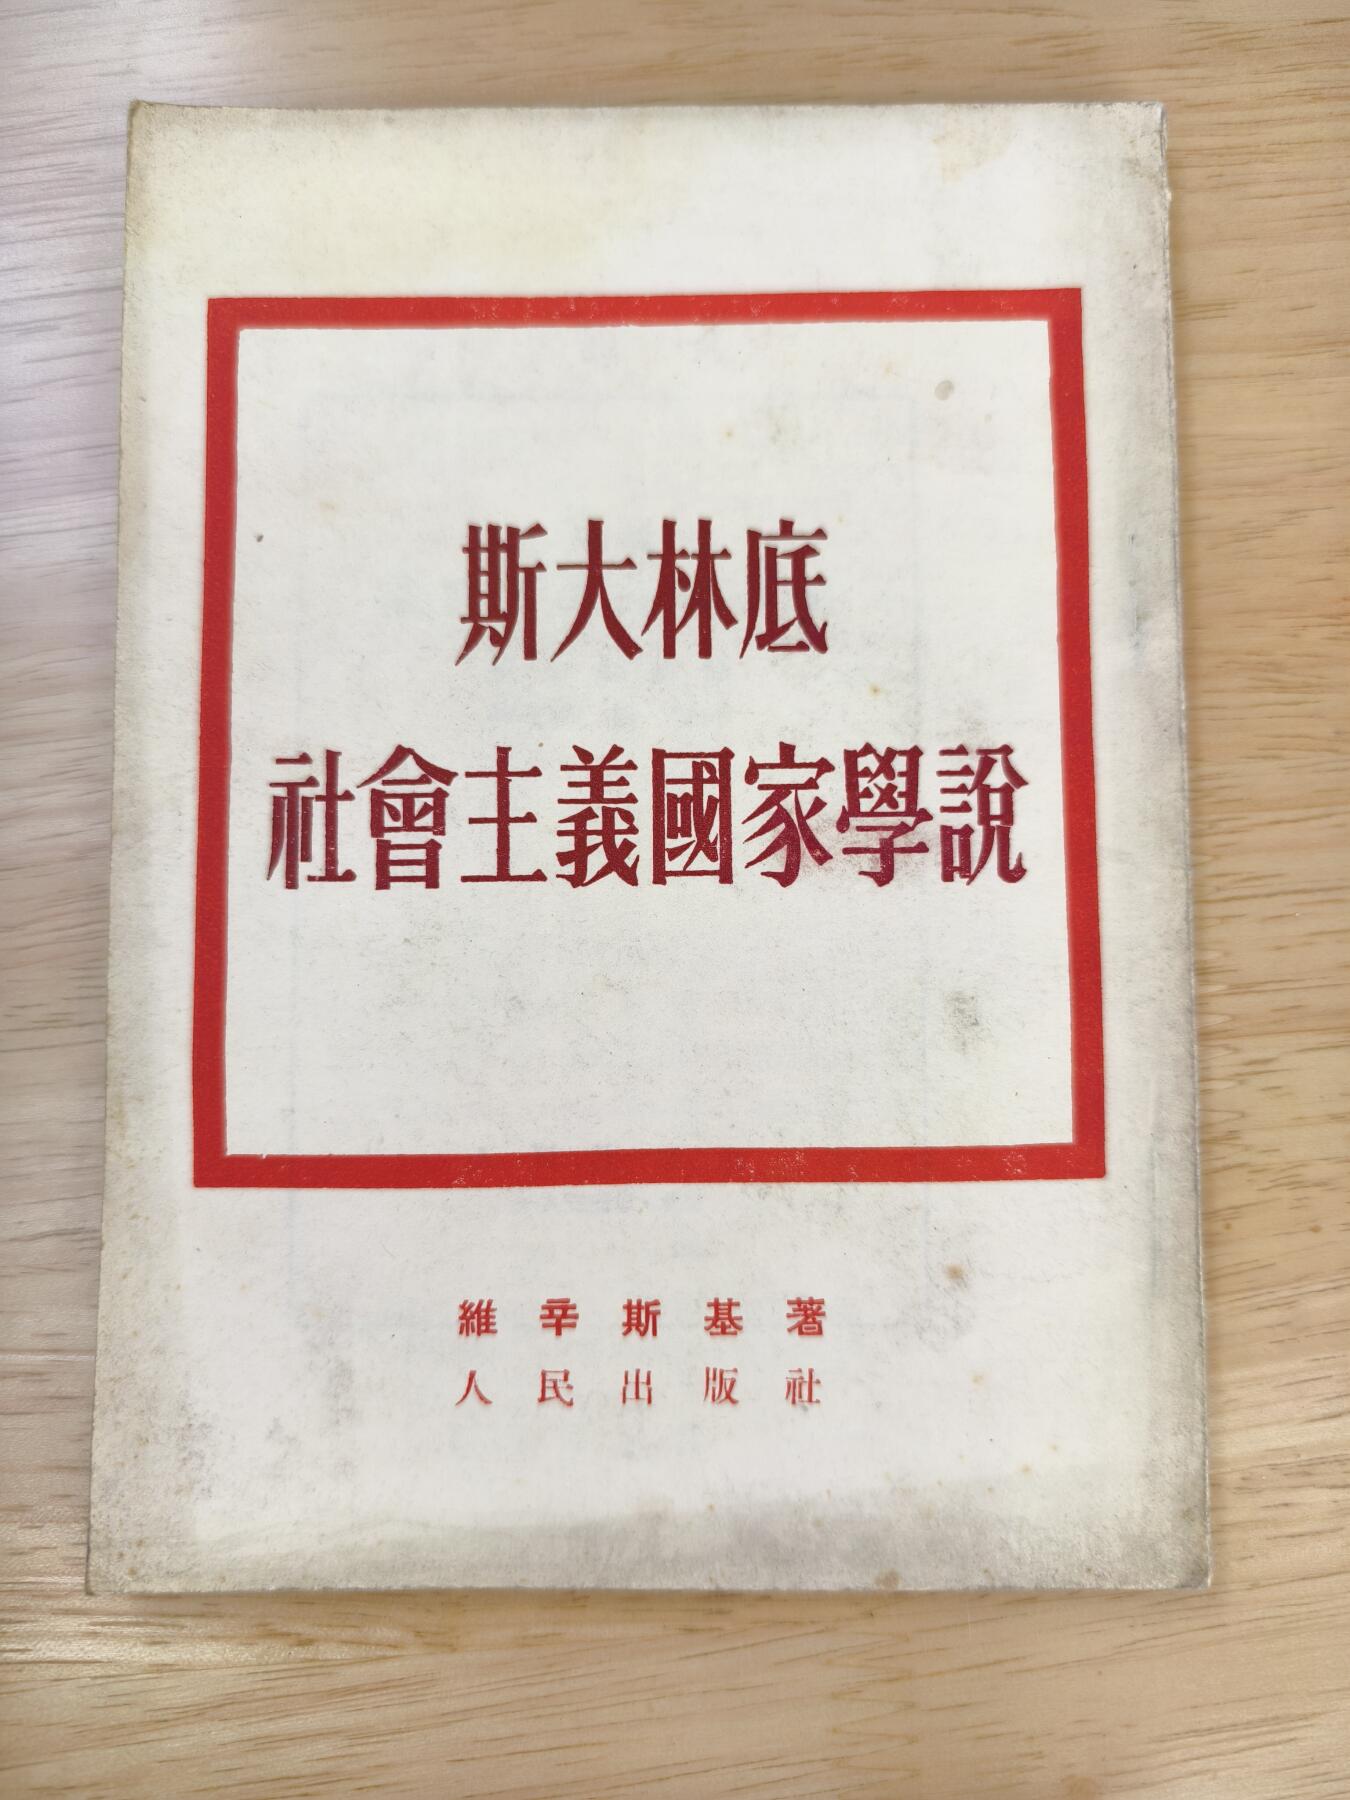 斯大林底
社會主義國家學說
維辛斯基著
人民出版社